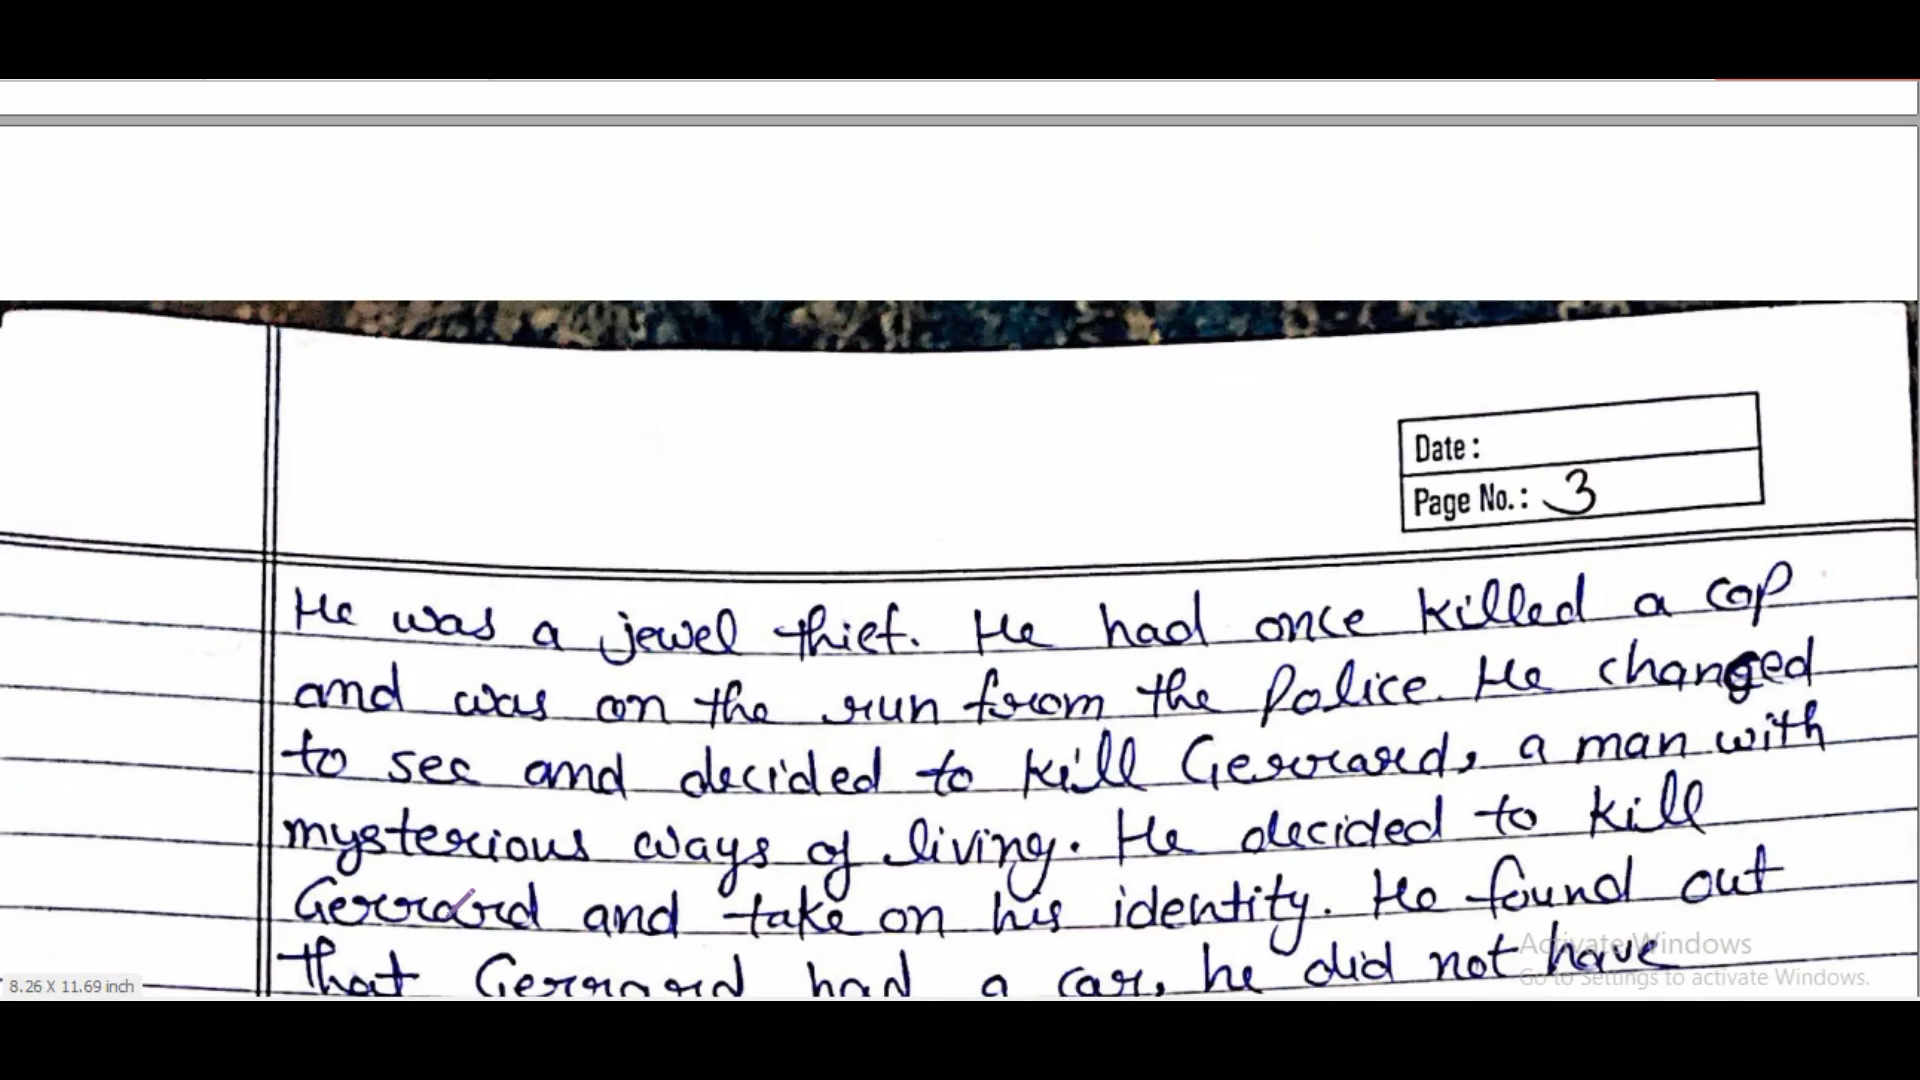 Date :
Page No. : 3
He was a jewel thief. He had once killed a cop
and was on the run from the Police. He changed
to see and decided to kill Gerrard, a man with
mysterious ways of living. He decided to kill
Gerrard and take on his identity. He found out
that Gerrard had a car, he did not have
Activate Windows
Go to Settings to activate Windows.
8.26 X 11.69 inch